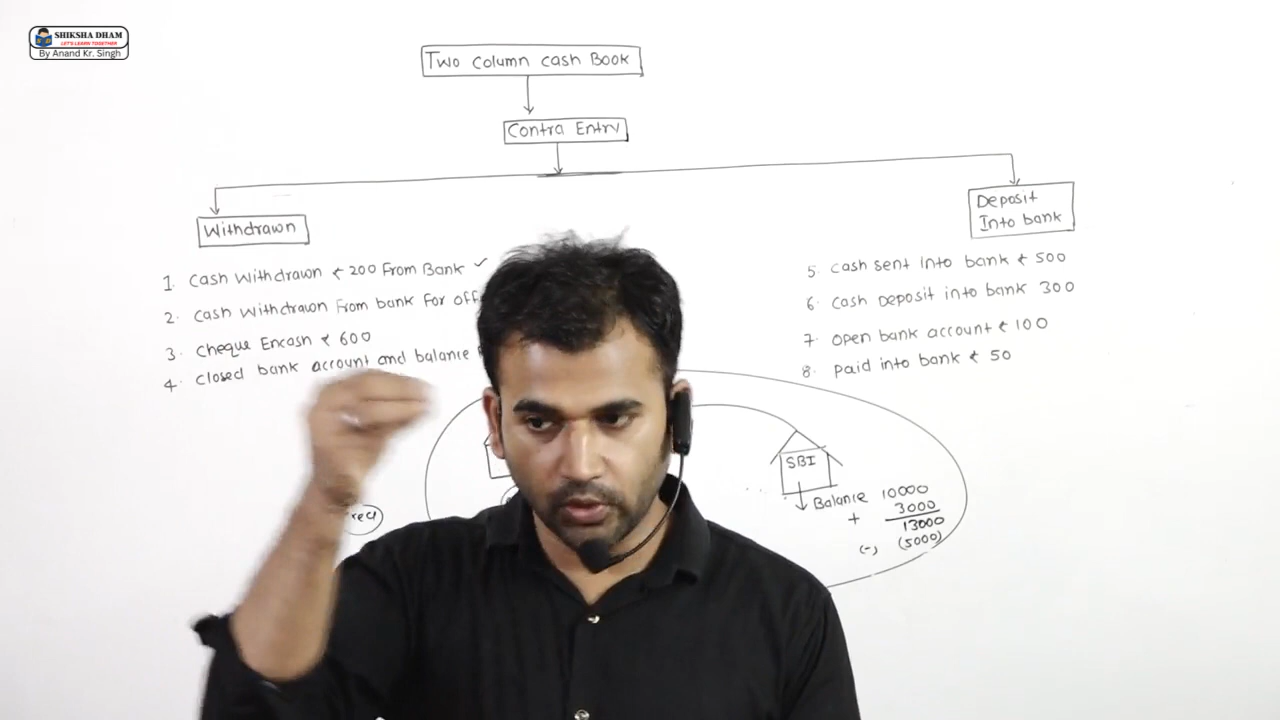 SHIKSHA DHAM
LET'S LEARN TOGETHER
By Anand Kr. Singh
Two column cash Book
Contra Entry
Withdrawn
Deposit
Into bank
1. Cash Withdrawn ₹ 200 From Bank ✓
2. Cash Withdrawn From bank For
3. Cheque Encash ₹ 600
4. Closed bank account and balance
5. Cash sent into bank ₹ 500
6. Cash Deposit into bank 300
7. Open bank account ₹ 100
8. Paid into bank ₹ 50
SBI
Balance 10000
+ 3000
13000
(-) (5000)